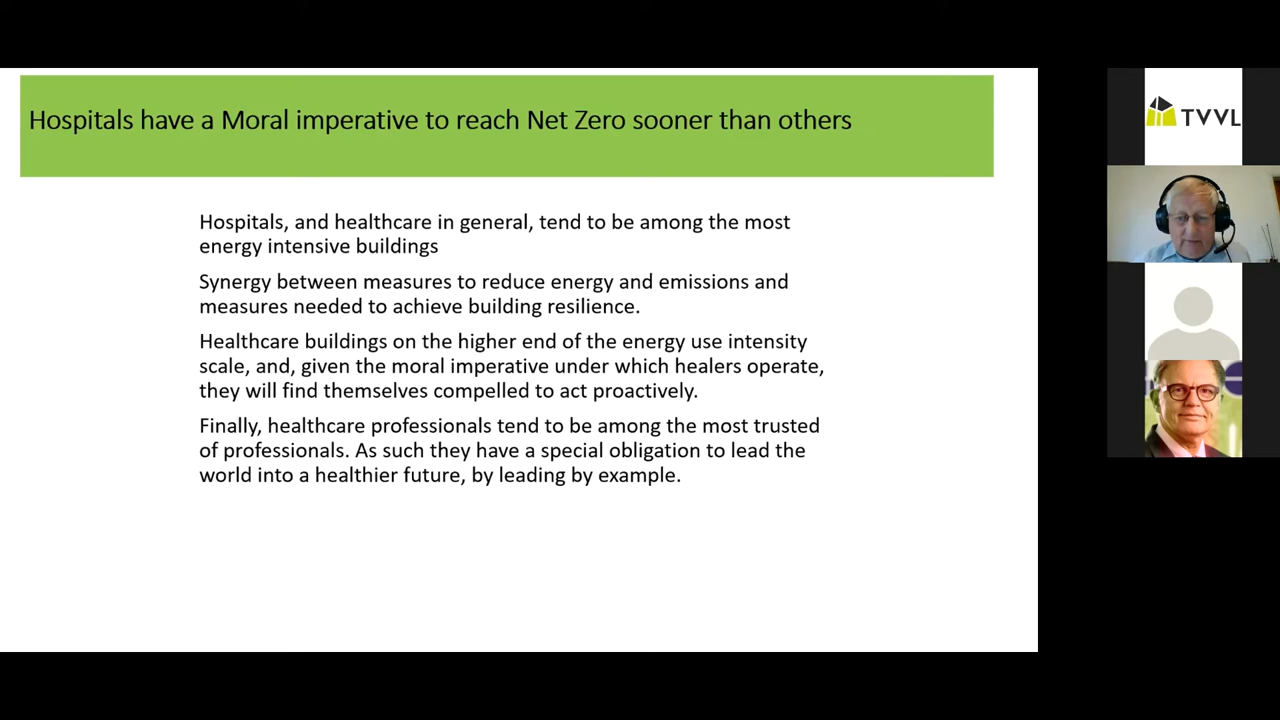 Hospitals have a Moral imperative to reach Net Zero sooner than others
TVVL
Hospitals, and healthcare in general, tend to be among the most
energy intensive buildings
Synergy between measures to reduce energy and emissions and
measures needed to achieve building resilience.
Healthcare buildings on the higher end of the energy use intensity
scale, and, given the moral imperative under which healers operate,
they will find themselves compelled to act proactively.
Finally, healthcare professionals tend to be among the most trusted
of professionals. As such they have a special obligation to lead the
world into a healthier future, by leading by example.